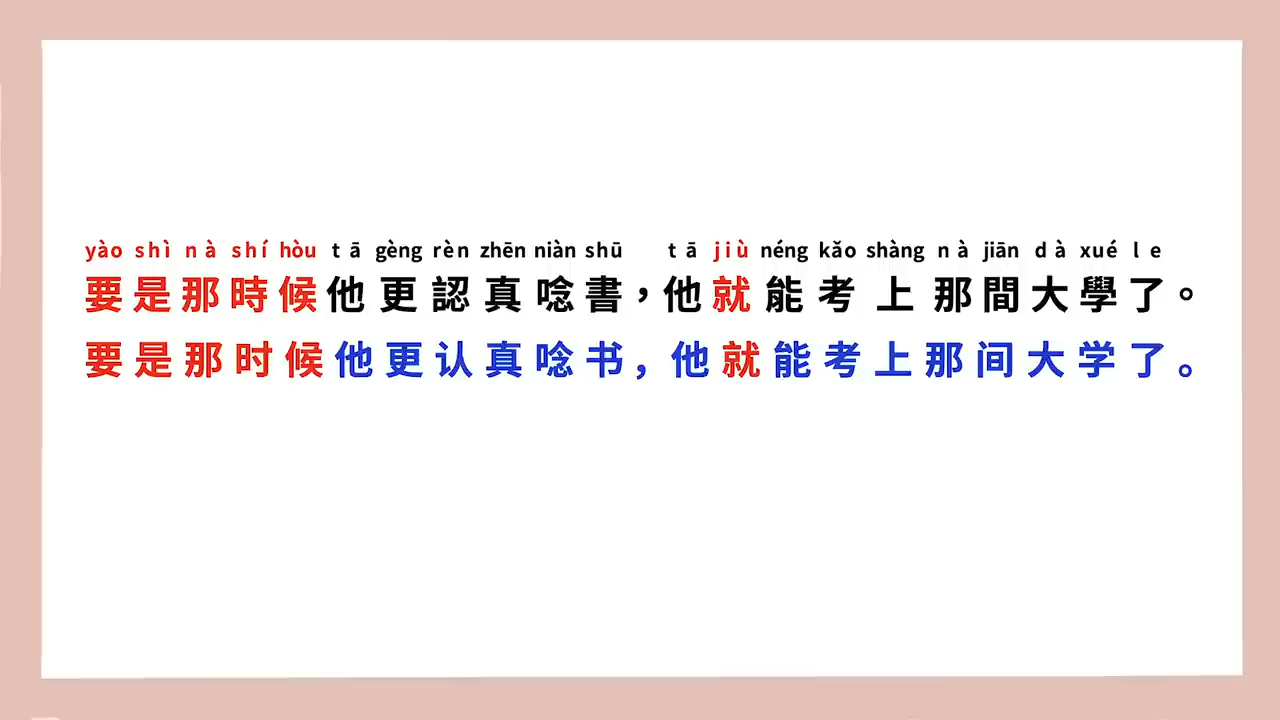 yào shì nà shí hòu tā gèng rèn zhēn niàn shū tā jiù néng kǎo shàng nà jiān dà xué le
要是那時候他更認真唸書，他就能考上那間大學了。
要是那时候他更认真唸书，他就能考上那间大学了。